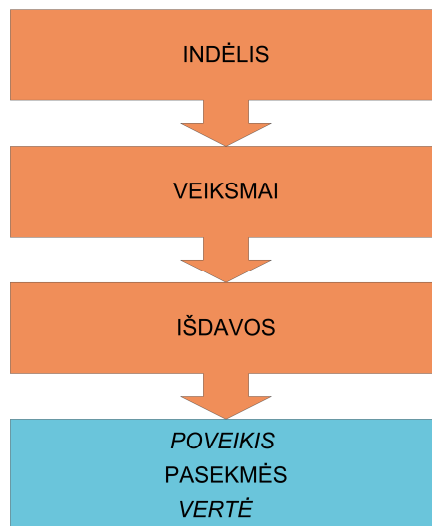 INDĖLIS
VEIKSMAI
IŠDAVOS
POVEIKIS
PASEKMĖS
VERTĖ